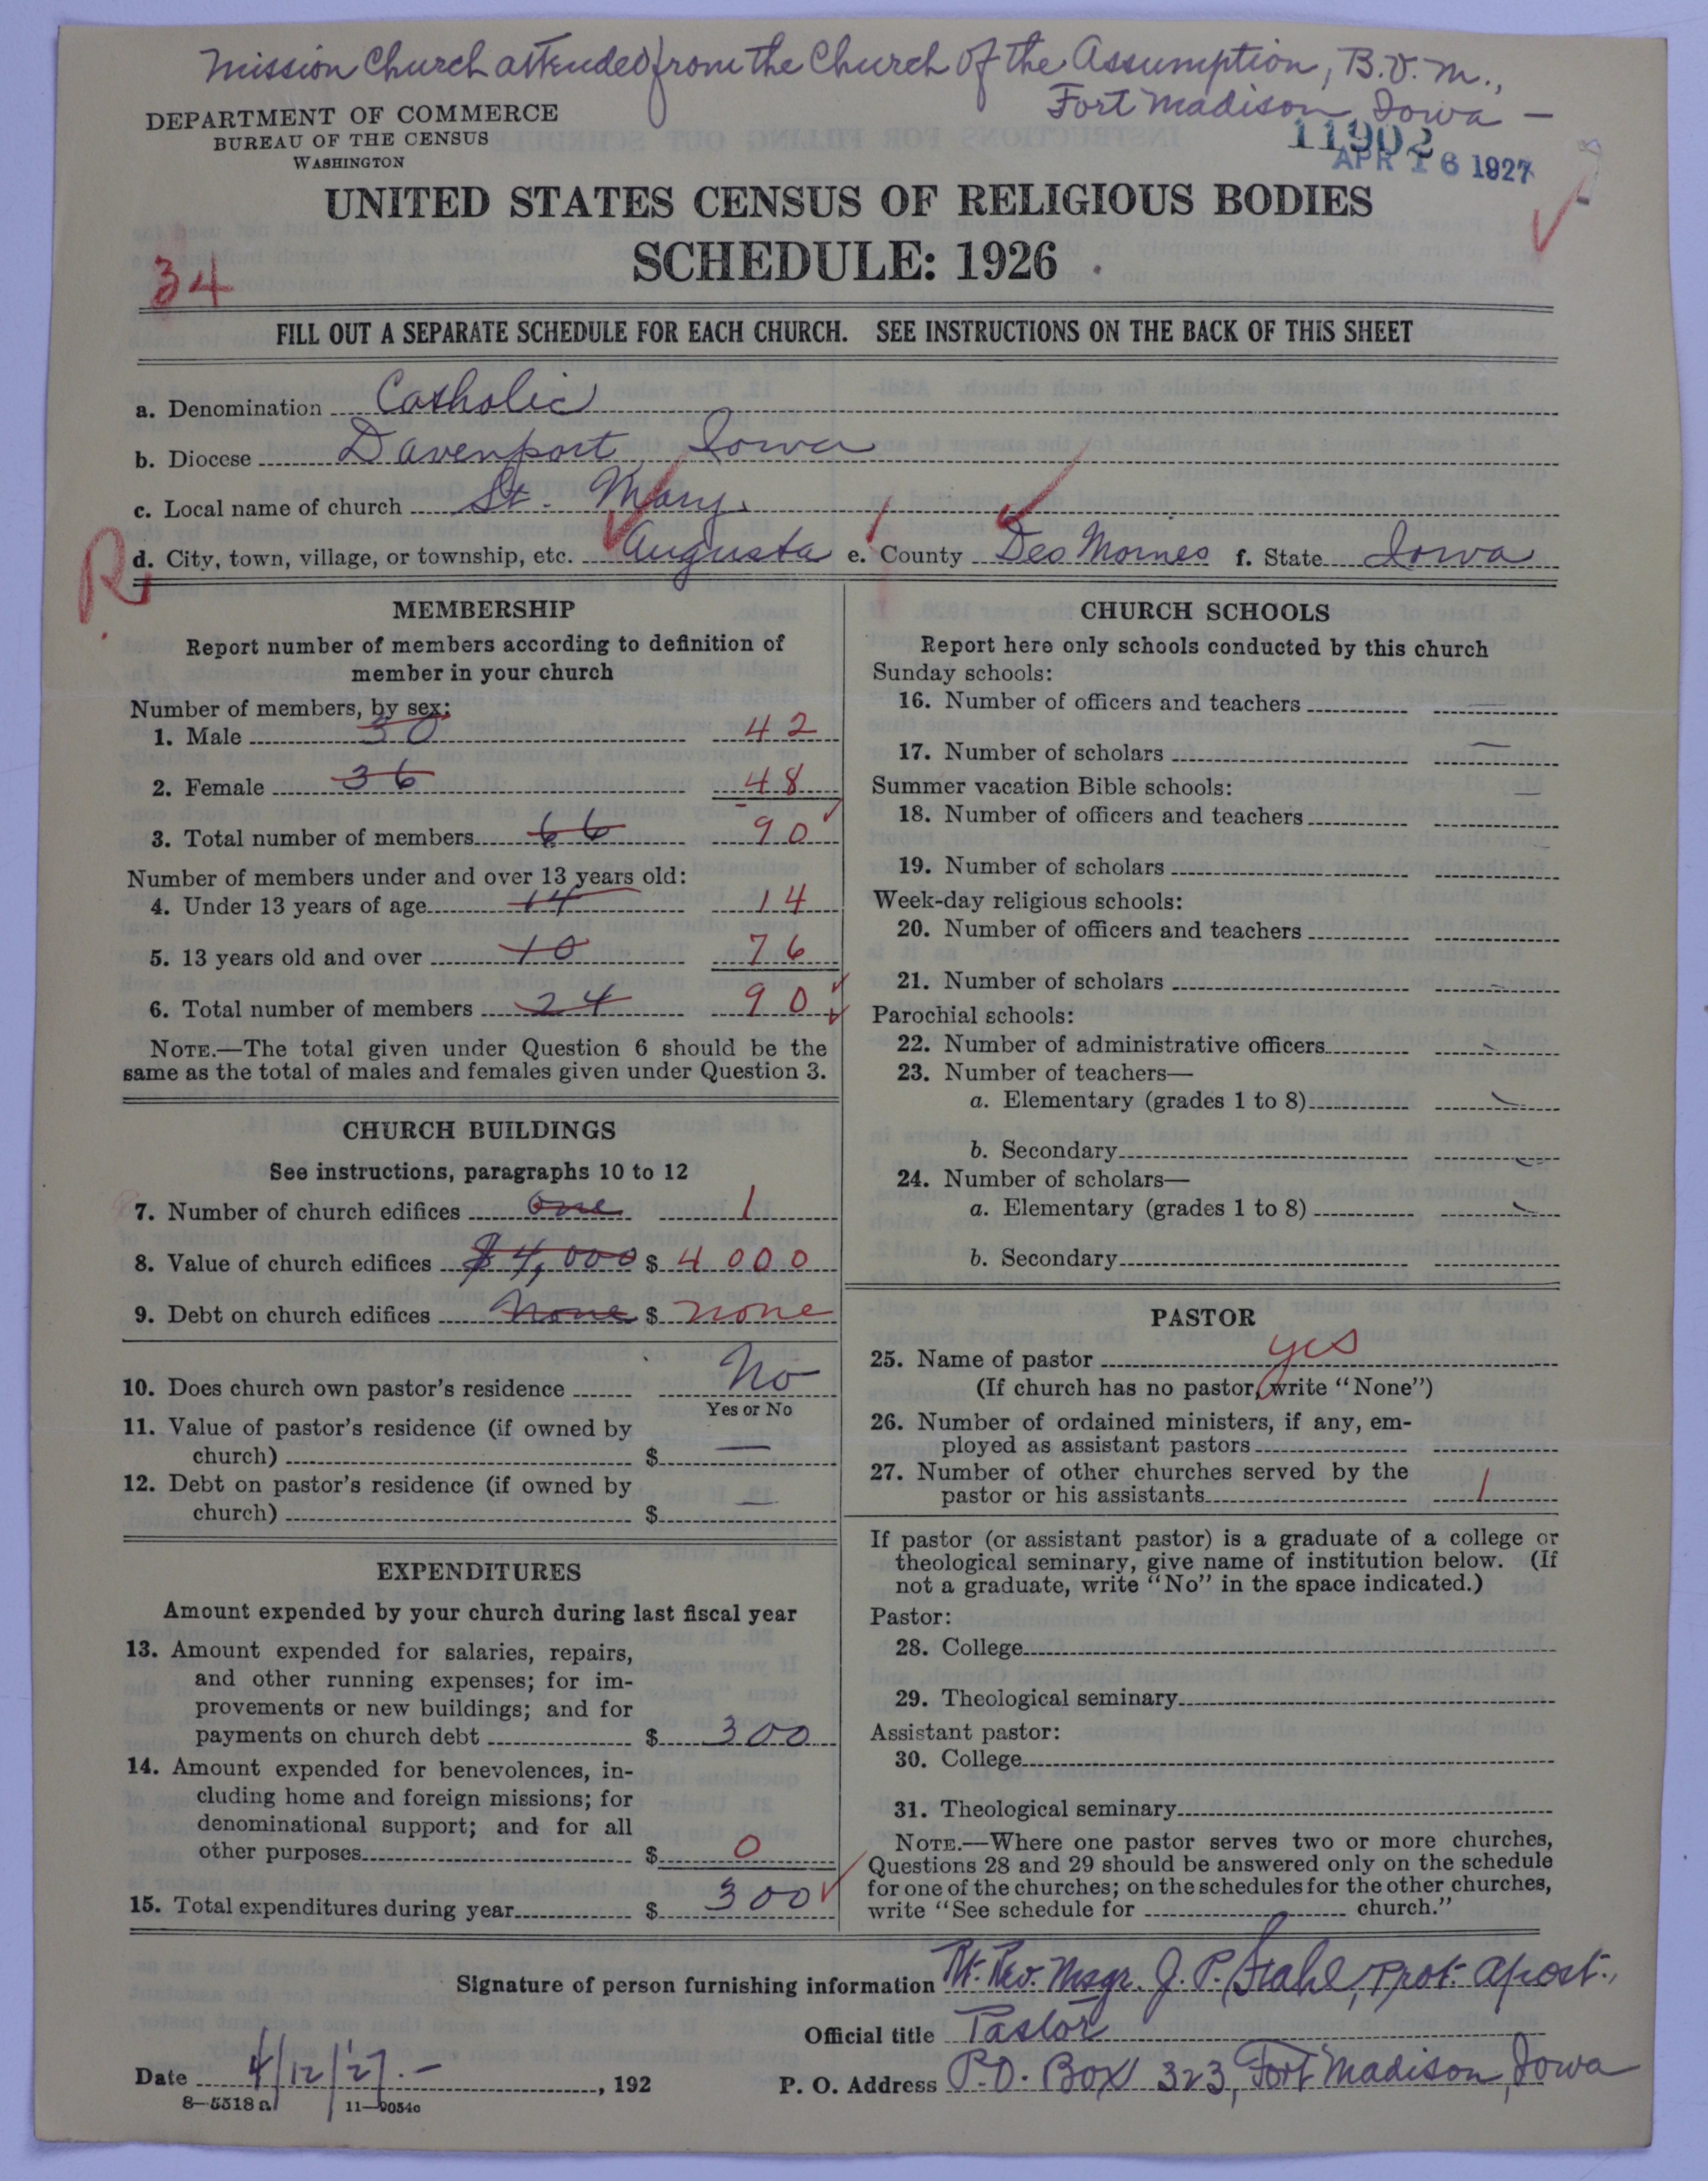 Mission Church attended from the Church of the Assumption, B.V.M.,
Fort Madison, Iowa —
DEPARTMENT OF COMMERCE
BUREAU OF THE CENSUS
WASHINGTON
11902
APR 16 1927
UNITED STATES CENSUS OF RELIGIOUS BODIES
SCHEDULE: 1926
34
FILL OUT A SEPARATE SCHEDULE FOR EACH CHURCH. SEE INSTRUCTIONS ON THE BACK OF THIS SHEET
a. Denomination Catholic
b. Diocese Davenport, Iowa
c. Local name of church St. Mary
R d. City, town, village, or township, etc. Augusta e. County Des Moines f. State Iowa
MEMBERSHIP
Report number of members according to definition of
member in your church
Number of members, by sex:
1. Male 30 42
2. Female 36 48
3. Total number of members 66 90
Number of members under and over 13 years old:
4. Under 13 years of age 14 14
5. 13 years old and over 10 76
6. Total number of members 24 90
NOTE.—The total given under Question 6 should be the
same as the total of males and females given under Question 3.
CHURCH BUILDINGS
See instructions, paragraphs 10 to 12
7. Number of church edifices one 1
8. Value of church edifices $4,000 $ 4000
9. Debt on church edifices none $ none
10. Does church own pastor's residence No
Yes or No
11. Value of pastor's residence (if owned by
church) $ —
12. Debt on pastor's residence (if owned by
church) $ —
EXPENDITURES
Amount expended by your church during last fiscal year
13. Amount expended for salaries, repairs,
and other running expenses; for im-
provements or new buildings; and for
payments on church debt $ 300
14. Amount expended for benevolences, in-
cluding home and foreign missions; for
denominational support; and for all
other purposes $ 0
15. Total expenditures during year $ 300
CHURCH SCHOOLS
Report here only schools conducted by this church
Sunday schools:
16. Number of officers and teachers —
17. Number of scholars —
Summer vacation Bible schools:
18. Number of officers and teachers —
19. Number of scholars —
Week-day religious schools:
20. Number of officers and teachers
21. Number of scholars —
Parochial schools:
22. Number of administrative officers —
23. Number of teachers—
a. Elementary (grades 1 to 8) —
b. Secondary —
24. Number of scholars—
a. Elementary (grades 1 to 8) —
b. Secondary
PASTOR
25. Name of pastor yes
(If church has no pastor, write "None")
26. Number of ordained ministers, if any, em-
ployed as assistant pastors
27. Number of other churches served by the
pastor or his assistants 1
If pastor (or assistant pastor) is a graduate of a college or
theological seminary, give name of institution below. (If
not a graduate, write "No" in the space indicated.)
Pastor:
28. College
29. Theological seminary
Assistant pastor:
30. College
31. Theological seminary
NOTE.—Where one pastor serves two or more churches,
Questions 28 and 29 should be answered only on the schedule
for one of the churches; on the schedules for the other churches,
write "See schedule for church."
Signature of person furnishing information Rt. Rev. Msgr. J. P. Stahl, Prot. Apost.,
Official title Pastor
Date 4/12/'27.—, 192
P. O. Address P.O. Box 323, Fort Madison, Iowa
8—5518 a
11—9054c